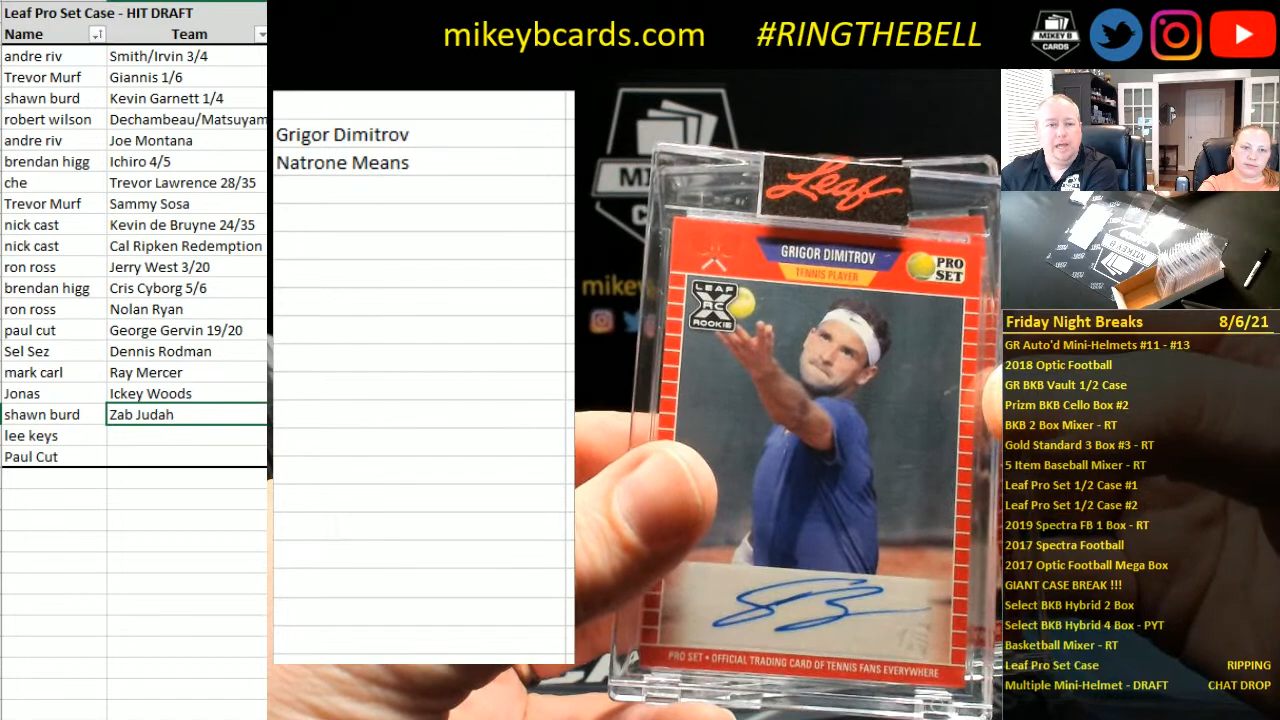 Leaf Pro Set Case - HIT DRAFT
Name Team
andre riv Smith/Irvin 3/4
Trevor Murf Giannis 1/6
shawn burd Kevin Garnett 1/4
robert wilson Dechambeau/Matsuyam
andre riv Joe Montana
brendan higg Ichiro 4/5
che Trevor Lawrence 28/35
Trevor Murf Sammy Sosa
nick cast Kevin de Bruyne 24/35
nick cast Cal Ripken Redemption
ron ross Jerry West 3/20
brendan higg Cris Cyborg 5/6
ron ross Nolan Ryan
paul cut George Gervin 19/20
Sel Sez Dennis Rodman
mark carl Ray Mercer
Jonas Ickey Woods
shawn burd Zab Judah
lee keys
Paul Cut
mikeybcards.com #RINGTHEBELL
MIKEY B
CARDS
Grigor Dimitrov
Natrone Means
MI
mikey
Leaf
GRIGOR DIMITROV
TENNIS PLAYER
PRO
SET
LEAF
XRC
ROOKIE
PRO SET • OFFICIAL TRADING CARD OF TENNIS FANS EVERYWHERE
MIKEY B
Friday Night Breaks 8/6/21
GR Auto'd Mini-Helmets #11 - #13
2018 Optic Football
GR BKB Vault 1/2 Case
Prizm BKB Cello Box #2
BKB 2 Box Mixer - RT
Gold Standard 3 Box #3 - RT
5 Item Baseball Mixer - RT
Leaf Pro Set 1/2 Case #1
Leaf Pro Set 1/2 Case #2
2019 Spectra FB 1 Box - RT
2017 Spectra Football
2017 Optic Football Mega Box
GIANT CASE BREAK !!!
Select BKB Hybrid 2 Box
Select BKB Hybrid 4 Box - PYT
Basketball Mixer - RT
Leaf Pro Set Case RIPPING
Multiple Mini-Helmet - DRAFT CHAT DROP